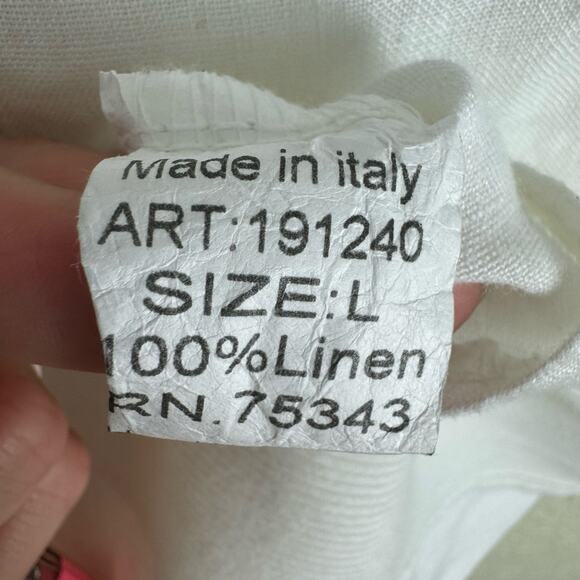 Made in italy
ART:191240
SIZE:L
100%Linen
RN.75343